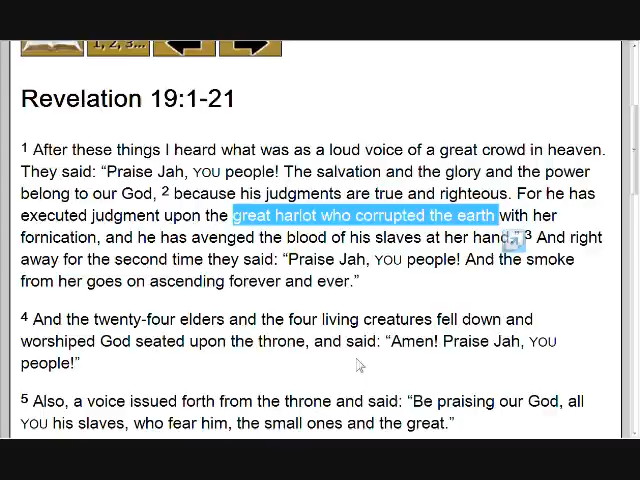 1, 2, 3...
Revelation 19:1-21
1 After these things I heard what was as a loud voice of a great crowd in heaven.
They said: “Praise Jah, YOU people! The salvation and the glory and the power
belong to our God, 2 because his judgments are true and righteous. For he has
executed judgment upon the great harlot who corrupted the earth with her
fornication, and he has avenged the blood of his slaves at her hand.” 3 And right
away for the second time they said: “Praise Jah, YOU people! And the smoke
from her goes on ascending forever and ever.”
4 And the twenty-four elders and the four living creatures fell down and
worshiped God seated upon the throne, and said: “Amen! Praise Jah, YOU
people!”
5 Also, a voice issued forth from the throne and said: “Be praising our God, all
YOU his slaves, who fear him, the small ones and the great.”